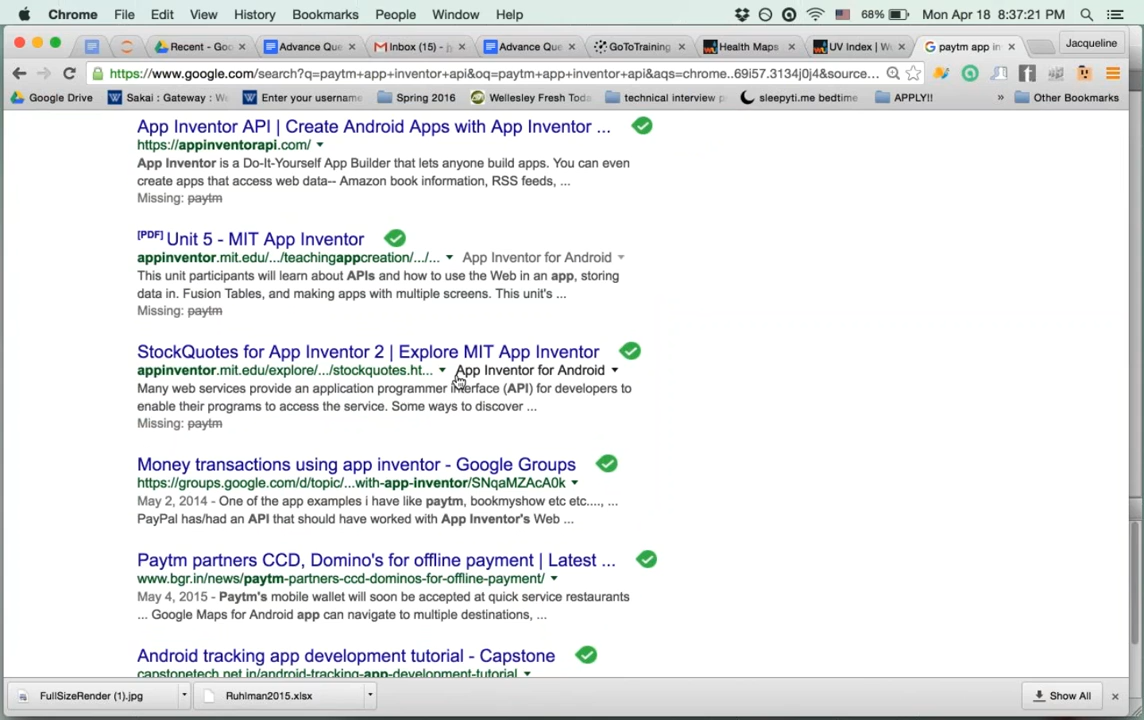 Chrome File Edit View History Bookmarks People Window Help 68% Mon Apr 18 8:37:21 PM
Recent - Goo Advance Que Inbox (15) - Advance Que GoToTraining Health Maps UV Index | W paytm app in Jacqueline
https://www.google.com/search?q=paytm+app+inventor+api&oq=paytm+app+inventor+api&aqs=chrome..69i57.3134j0j4&source...
Google Drive Sakai : Gateway : We Enter your username Spring 2016 Wellesley Fresh Toda technical interview p sleepyti.me bedtime APPLY!! » Other Bookmarks
App Inventor API | Create Android Apps with App Inventor ...
https://appinventorapi.com/
App Inventor is a Do-It-Yourself App Builder that lets anyone build apps. You can even
create apps that access web data-- Amazon book information, RSS feeds, ...
Missing: paytm
[PDF] Unit 5 - MIT App Inventor
appinventor.mit.edu/.../teachingappcreation/.../... App Inventor for Android
This unit participants will learn about APIs and how to use the Web in an app, storing
data in. Fusion Tables, and making apps with multiple screens. This unit's ...
Missing: paytm
StockQuotes for App Inventor 2 | Explore MIT App Inventor
appinventor.mit.edu/explore/.../stockquotes.ht... App Inventor for Android
Many web services provide an application programmer interface (API) for developers to
enable their programs to access the service. Some ways to discover ...
Missing: paytm
Money transactions using app inventor - Google Groups
https://groups.google.com/d/topic/...with-app-inventor/SNqaMZAcA0k
May 2, 2014 - One of the app examples i have like paytm, bookmyshow etc etc...., ...
PayPal has/had an API that should have worked with App Inventor's Web ...
Paytm partners CCD, Domino's for offline payment | Latest ...
www.bgr.in/news/paytm-partners-ccd-dominos-for-offline-payment/
May 4, 2015 - Paytm's mobile wallet will soon be accepted at quick service restaurants
... Google Maps for Android app can navigate to multiple destinations, ...
Android tracking app development tutorial - Capstone
capstonetech.net.in/android-tracking-app-development-tutorial
FullSizeRender (1).jpg Ruhlman2015.xlsx Show All